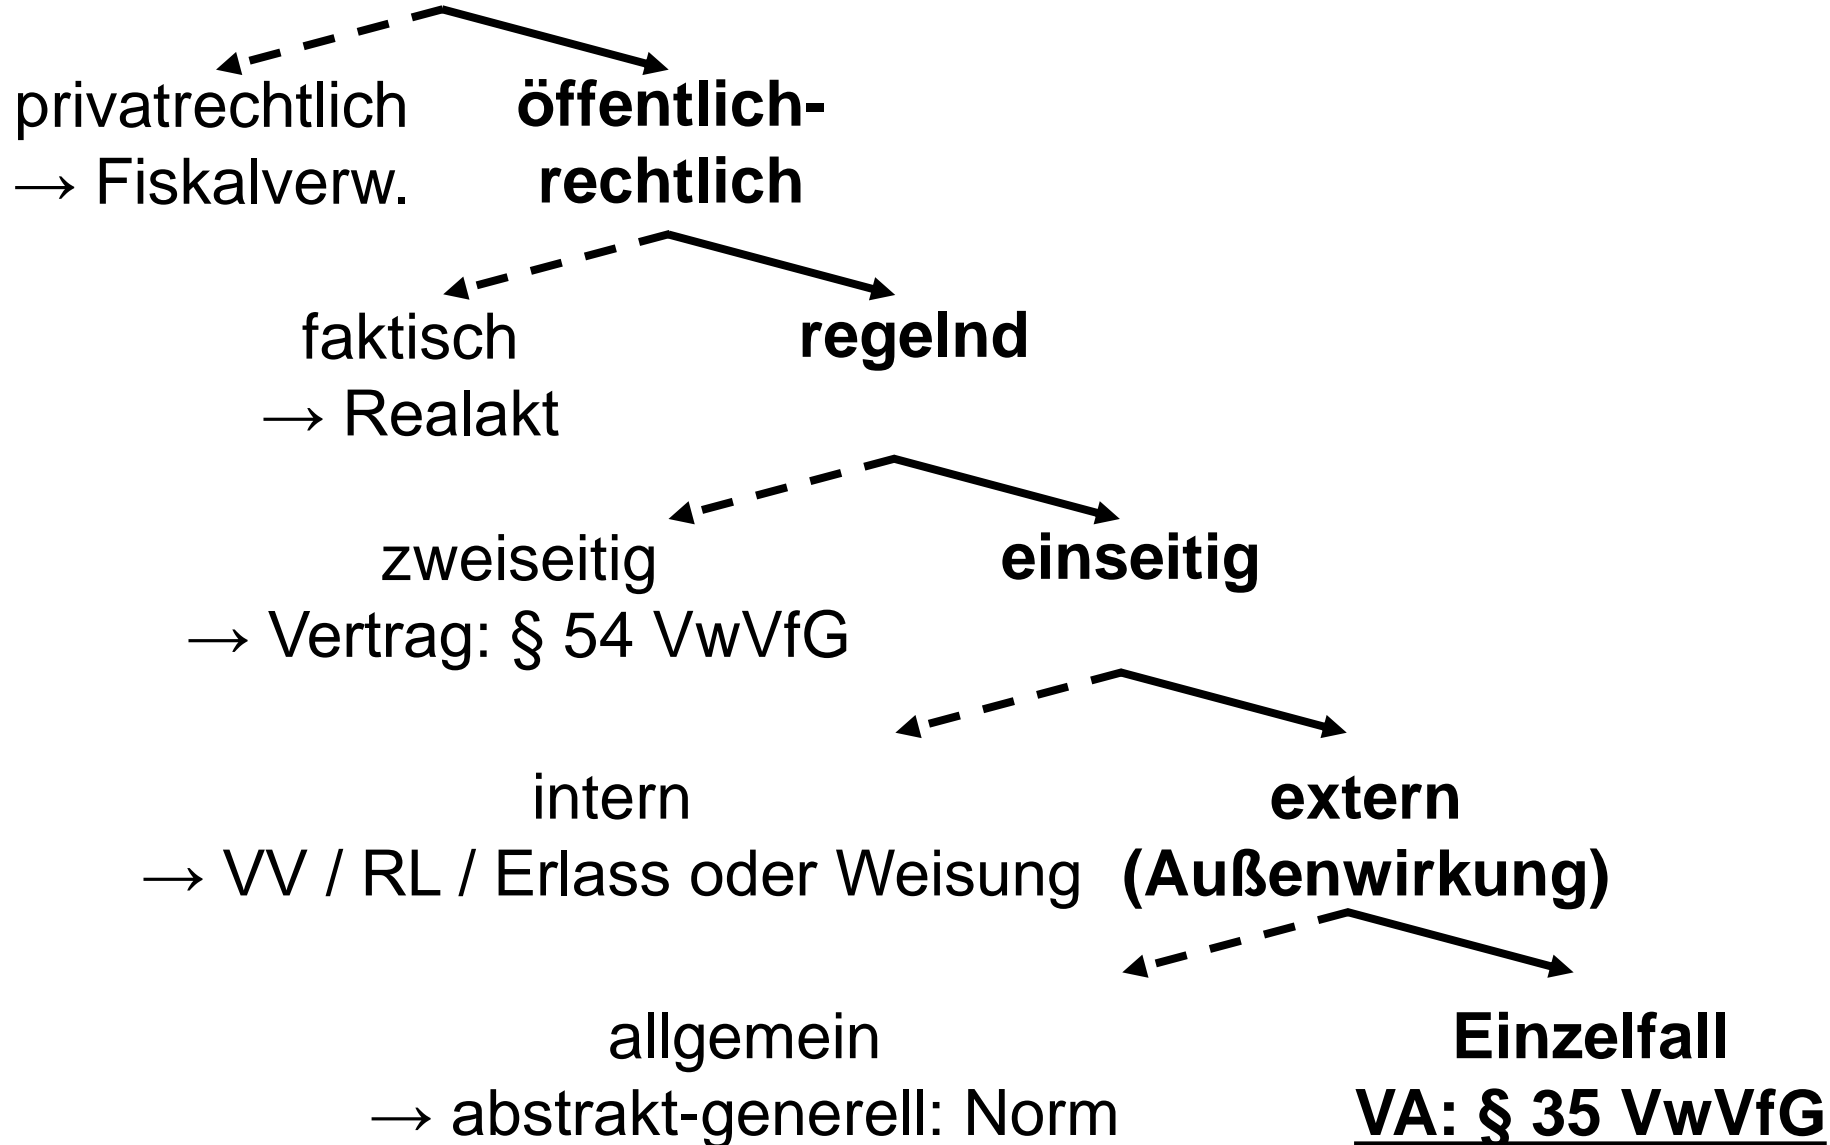 privatrechtlich öffentlich-
→ Fiskalverw. rechtlich
faktisch regelnd
→ Realakt
zweiseitig einseitig
→ Vertrag: § 54 VwVfG
intern extern
→ VV / RL / Erlass oder Weisung (Außenwirkung)
allgemein Einzelfall
→ abstrakt-generell: Norm VA: § 35 VwVfG